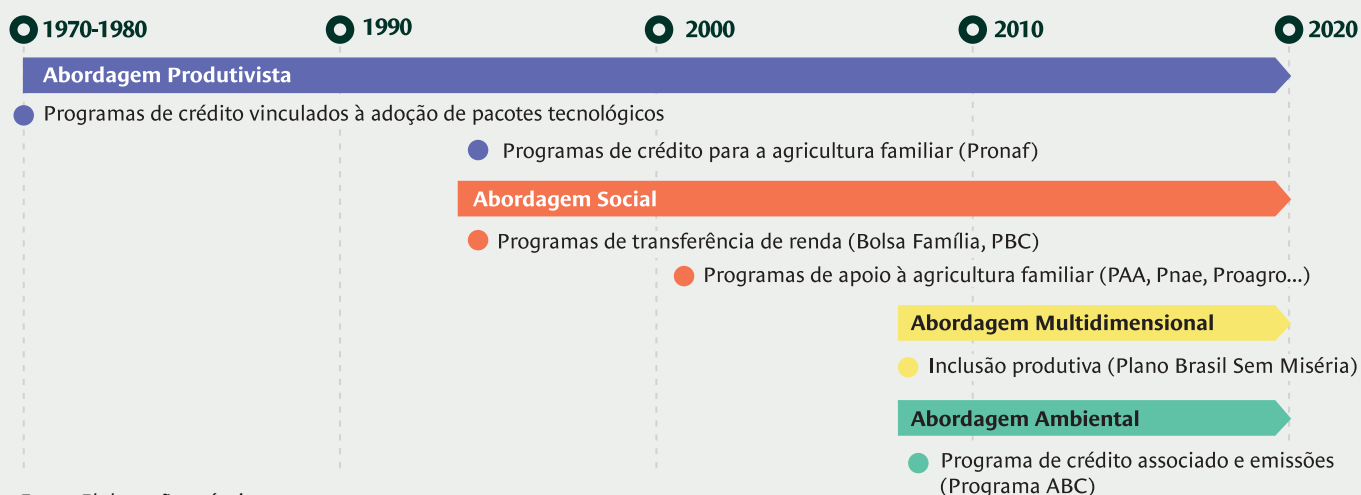 1970-1980 1990 2000 2010 2020
Abordagem Produtivista
Programas de crédito vinculados à adoção de pacotes tecnológicos
Programas de crédito para a agricultura familiar (Pronaf)
Abordagem Social
Programas de transferência de renda (Bolsa Família, PBC)
Programas de apoio à agricultura familiar (PAA, Pnae, Proagro...)
Abordagem Multidimensional
Inclusão produtiva (Plano Brasil Sem Miséria)
Abordagem Ambiental
Programa de crédito associado e emissões
(Programa ABC)